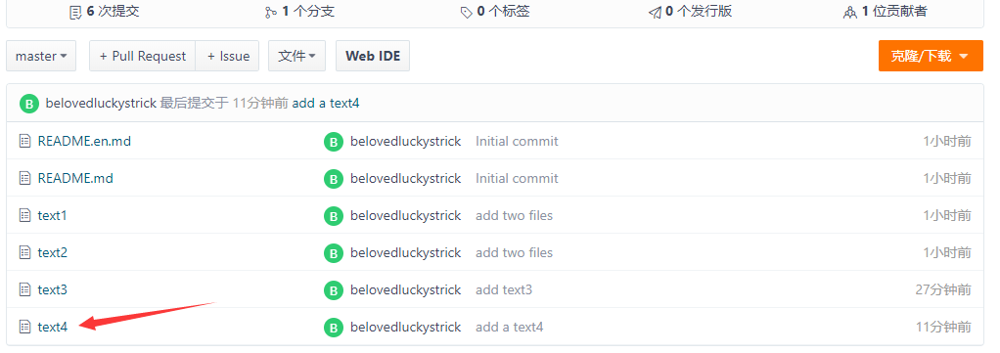 6 次提交 1 个分支 0 个标签 0 个发行版 1 位贡献者
master + Pull Request + Issue 文件 Web IDE 克隆/下载
B belovedluckystrick 最后提交于 11分钟前 add a text4
README.en.md B belovedluckystrick Initial commit 1小时前
README.md B belovedluckystrick Initial commit 1小时前
text1 B belovedluckystrick add two files 1小时前
text2 B belovedluckystrick add two files 1小时前
text3 B belovedluckystrick add text3 27分钟前
text4 B belovedluckystrick add a text4 11分钟前